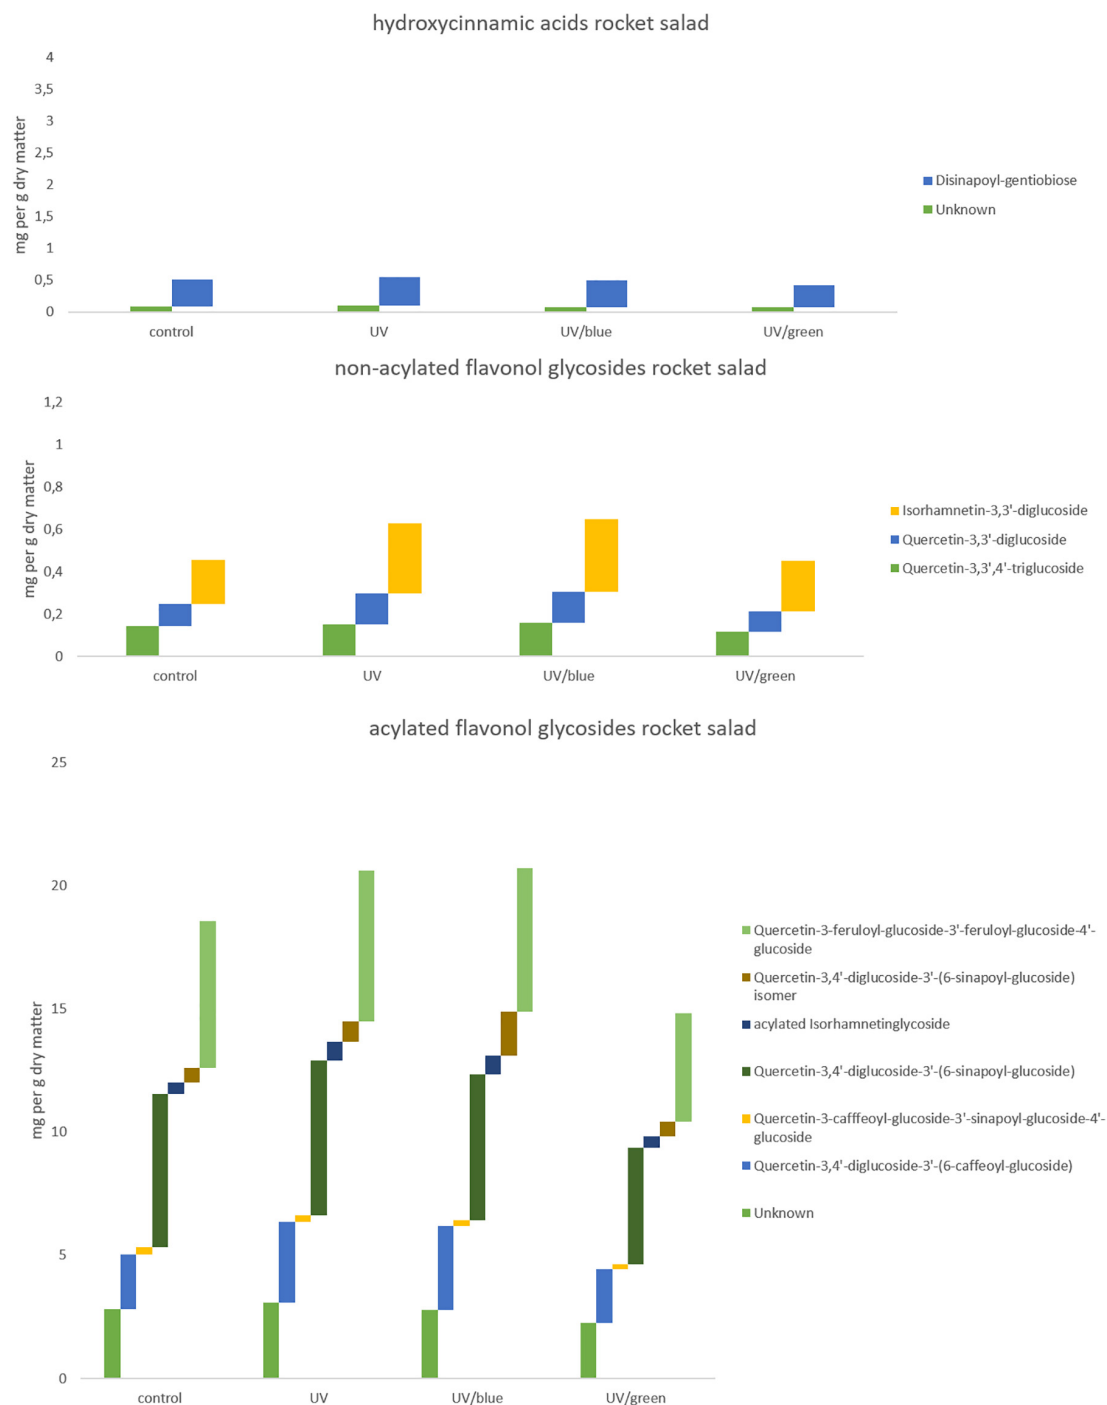 hydroxycinnamic acids rocket salad
4
3,5
3
2,5
2
1,5
1
0,5
0
mg per g dry matter
control
UV
UV/blue
UV/green
Disinapoyl-gentiobiose
Unknown
non-acylated flavonol glycosides rocket salad
1,2
1
0,8
0,6
0,4
0,2
0
mg per g dry matter
control
UV
UV/blue
UV/green
Isorhamnetin-3,3'-diglucoside
Quercetin-3,3'-diglucoside
Quercetin-3,3',4'-triglucoside
acylated flavonol glycosides rocket salad
25
20
15
10
5
0
mg per g dry matter
control
UV
UV/blue
UV/green
Quercetin-3-feruloyl-glucoside-3'-feruloyl-glucoside-4'-
glucoside
Quercetin-3,4'-diglucoside-3'-(6-sinapoyl-glucoside)
isomer
acylated Isorhamnetinglycoside
Quercetin-3,4'-diglucoside-3'-(6-sinapoyl-glucoside)
Quercetin-3-cafffeoyl-glucoside-3'-sinapoyl-glucoside-4'-
glucoside
Quercetin-3,4'-diglucoside-3'-(6-caffeoyl-glucoside)
Unknown